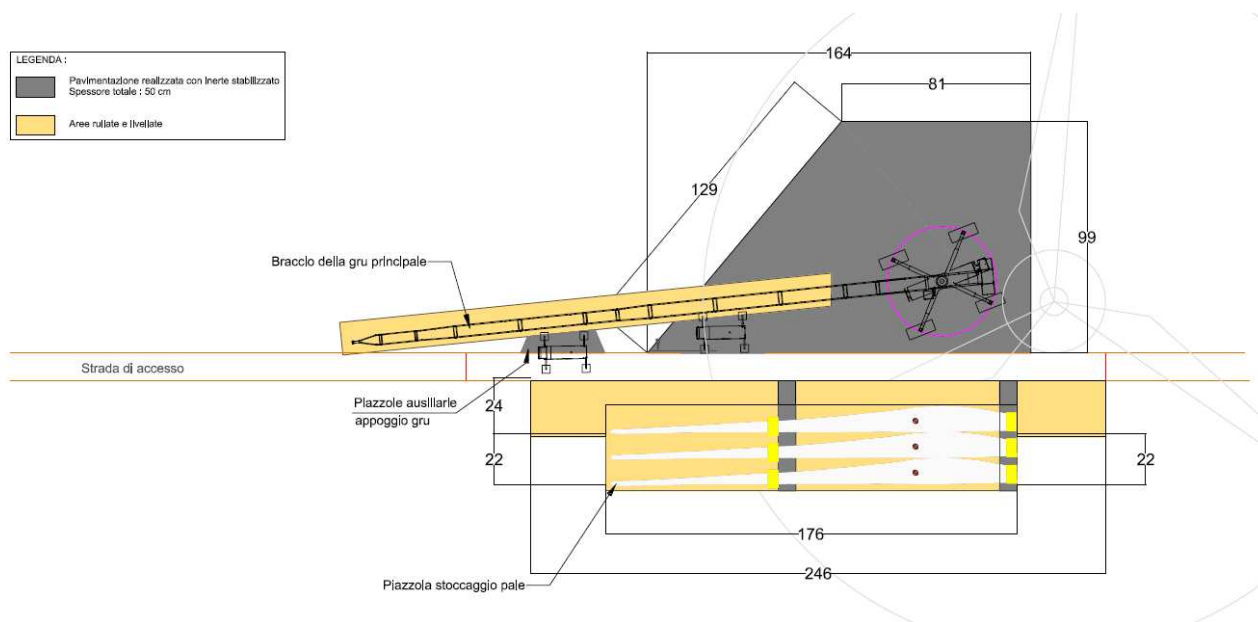 LEGENDA :
Pavimentazione realizzata con inerte stabilizzato
Spessore totale : 50 cm
Aree rullate e livellate
164
81
129
99
Braccio della gru principale
Strada di accesso
Piazzole ausiliarie
appoggio gru
24
22
22
176
246
Piazzola stoccaggio pale